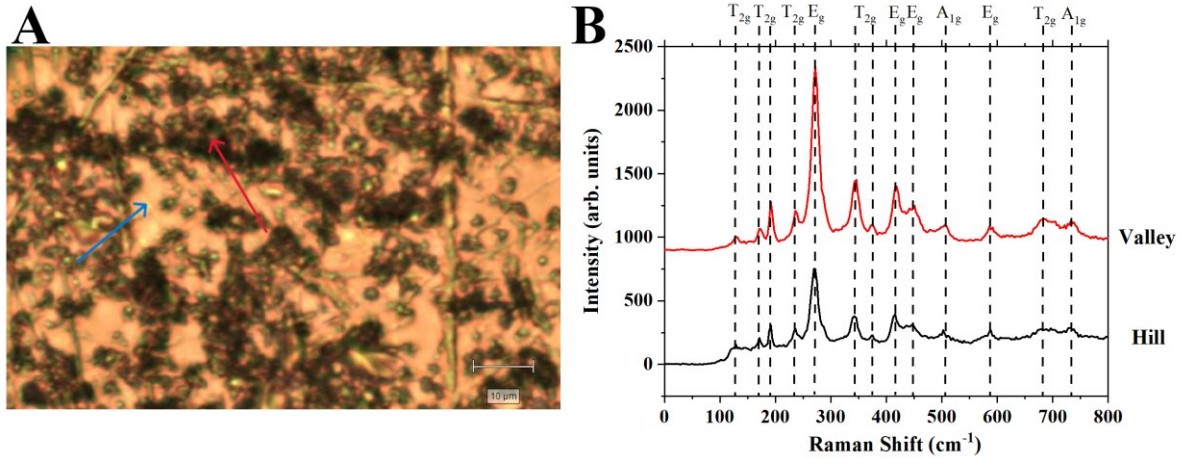 A
10 μm
B
T2g T2g T2g Eg T2g Eg Eg A1g Eg T2g A1g
2500
2000
1500
1000
500
0
Intensity (arb. units)
Valley
Hill
0 100 200 300 400 500 600 700 800
Raman Shift (cm-1)